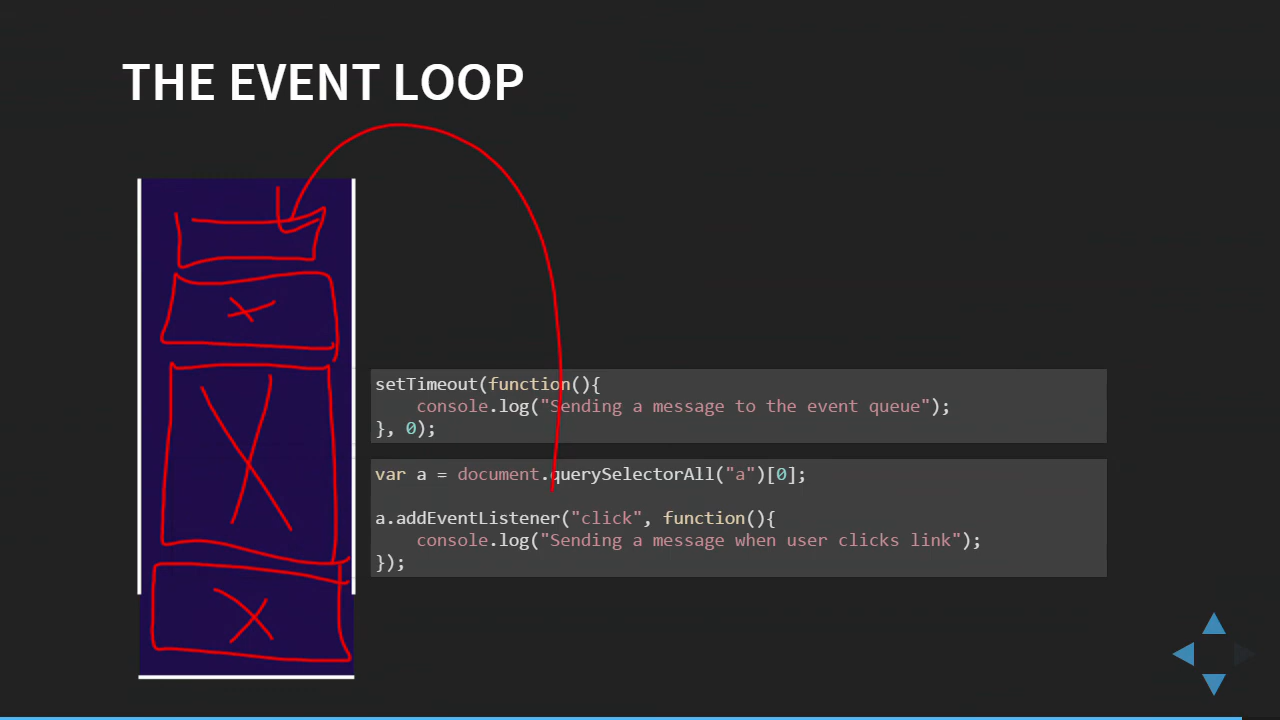 THE EVENT LOOP
setTimeout(function(){
    console.log("Sending a message to the event queue");
}, 0);
var a = document.querySelectorAll("a")[0];
a.addEventListener("click", function(){
    console.log("Sending a message when user clicks link");
});